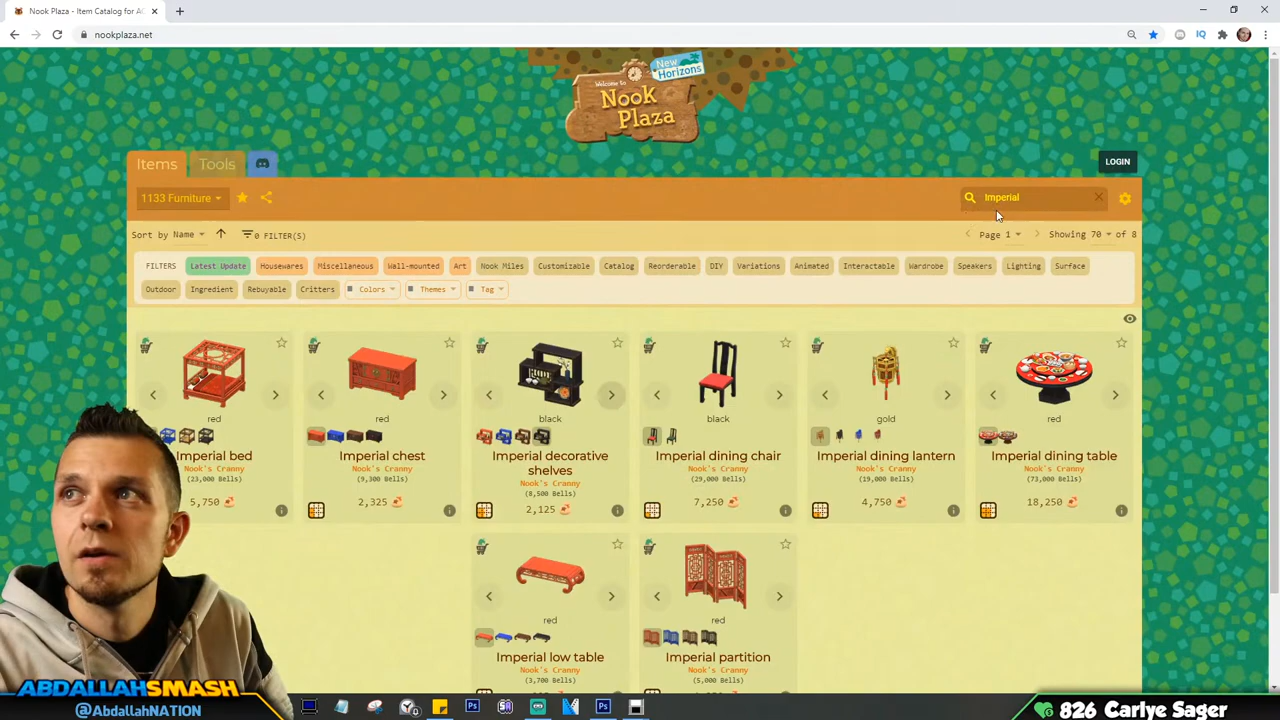 Nook Plaza - Item Catalog for AC
nookplaza.net
Welcome to
Nook
Plaza
New
Horizons
Items
Tools
LOGIN
1133 Furniture
Imperial
Sort by Name
0 FILTER(S)
Page 1
Showing 70 of 8
FILTERS Latest Update Housewares Miscellaneous Wall-mounted Art Nook Miles Customizable Catalog Reorderable DIY Variations Animated Interactable Wardrobe Speakers Lighting Surface
Outdoor Ingredient Rebuyable Critters Colors Themes Tag
red
Imperial bed
Nook's Cranny
(23,000 Bells)
5,750
red
Imperial chest
Nook's Cranny
(9,300 Bells)
2,325
black
Imperial decorative
shelves
Nook's Cranny
(8,500 Bells)
2,125
black
Imperial dining chair
Nook's Cranny
(29,000 Bells)
7,250
gold
Imperial dining lantern
Nook's Cranny
(19,000 Bells)
4,750
red
Imperial dining table
Nook's Cranny
(73,000 Bells)
18,250
red
Imperial low table
Nook's Cranny
(3,700 Bells)
red
Imperial partition
Nook's Cranny
(5,000 Bells)
ABDALLAHSMASH
@AbdallahNATION
826 Carlye Sager